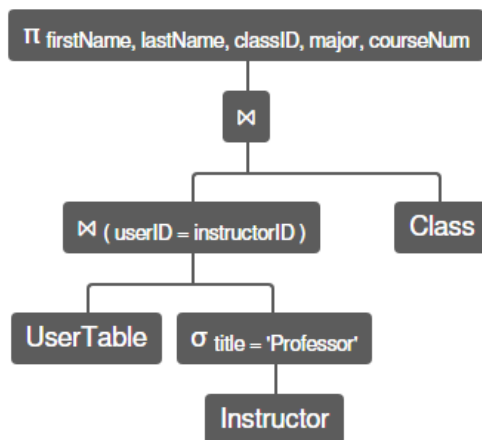 π firstName, lastName, classID, major, courseNum
⋈
⋈ ( userID = instructorID )
Class
UserTable
σ title = 'Professor'
Instructor